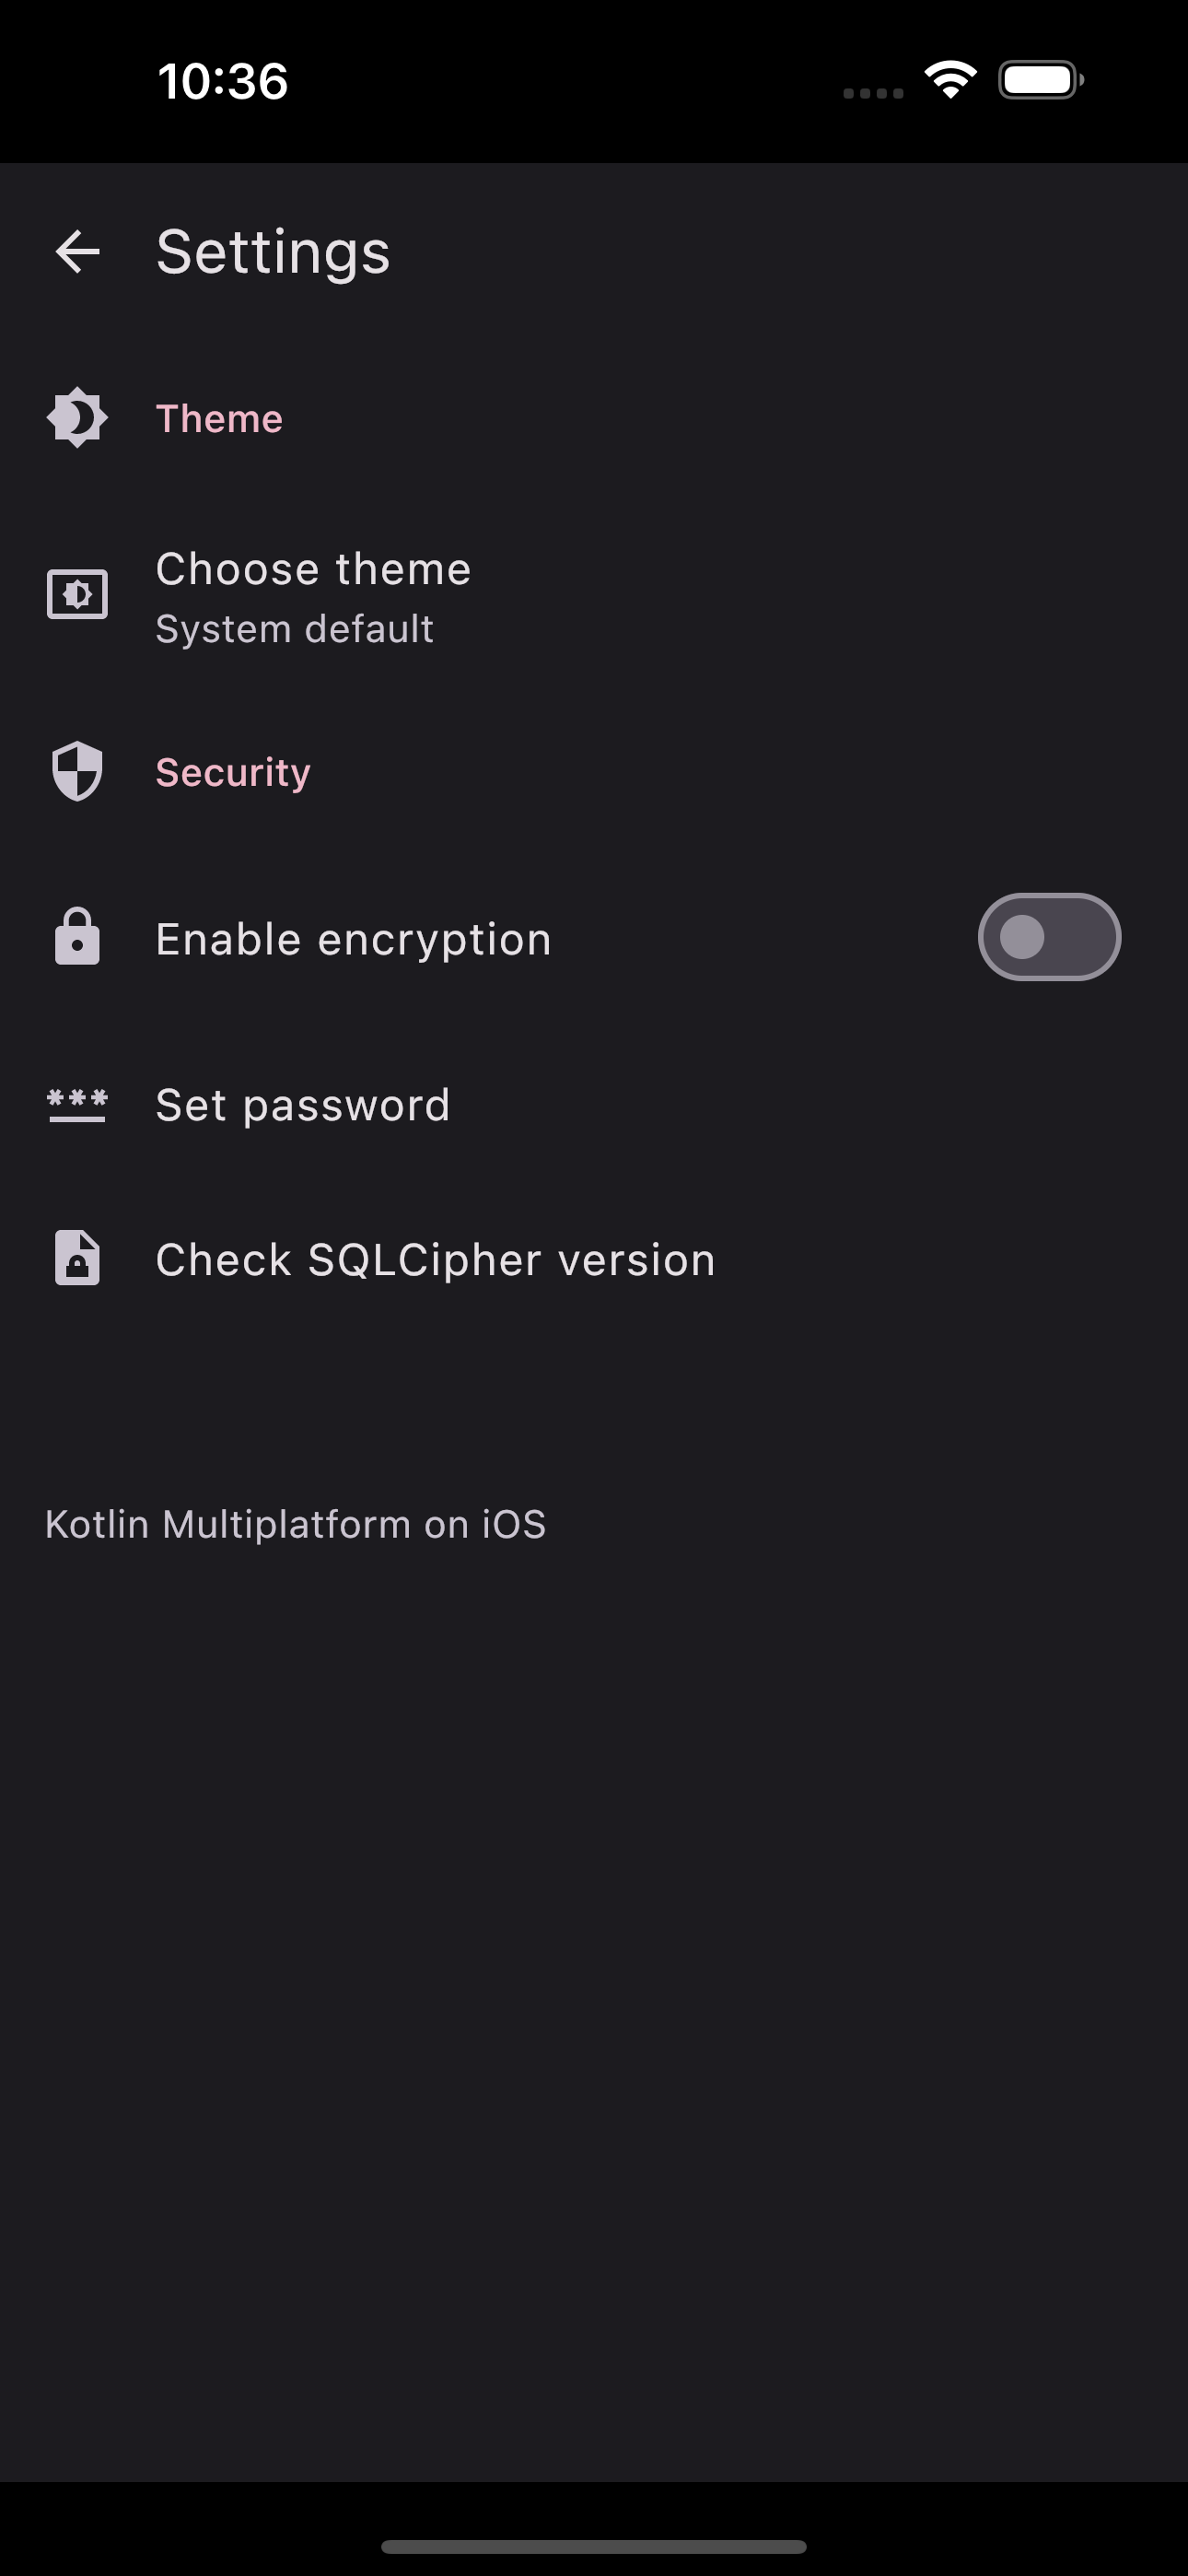 10:36
Settings
Theme
Choose theme
System default
Security
Enable encryption
Set password
Check SQLCipher version
Kotlin Multiplatform on iOS